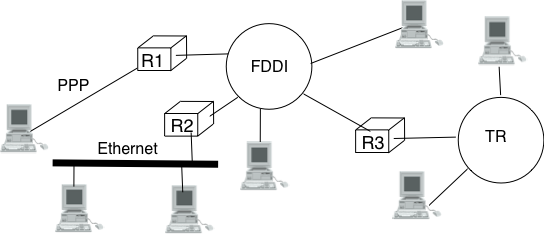 R1
FDDI
PPP
R2
Ethernet
R3
TR